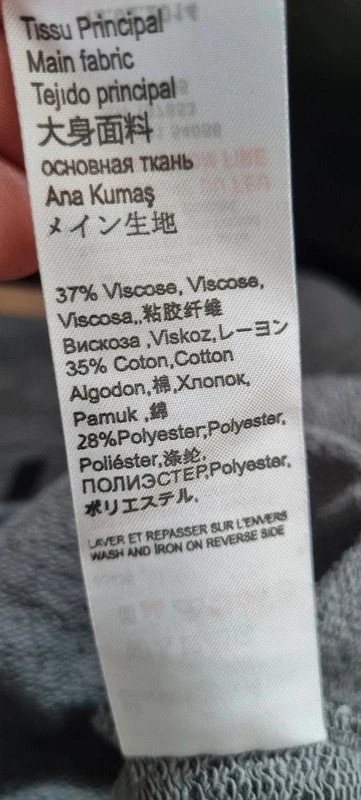 Tissu Principal
Main fabric
Tejido principal
大身面料
основная ткань
Ana Kumaş
メイン生地
37% Viscose, Viscose,
Viscosa,,粘胶纤维
Вискоза ,Viskoz,レーヨン
35% Coton,Cotton
Algodon,棉,Хлопок,
Pamuk ,綿
28%Polyester,Polyester,
Poliéster,涤纶,
ПОЛИЭСТЕР,Polyester,
ポリエステル,
LAVER ET REPASSER SUR L'ENVERS
WASH AND IRON ON REVERSE SIDE